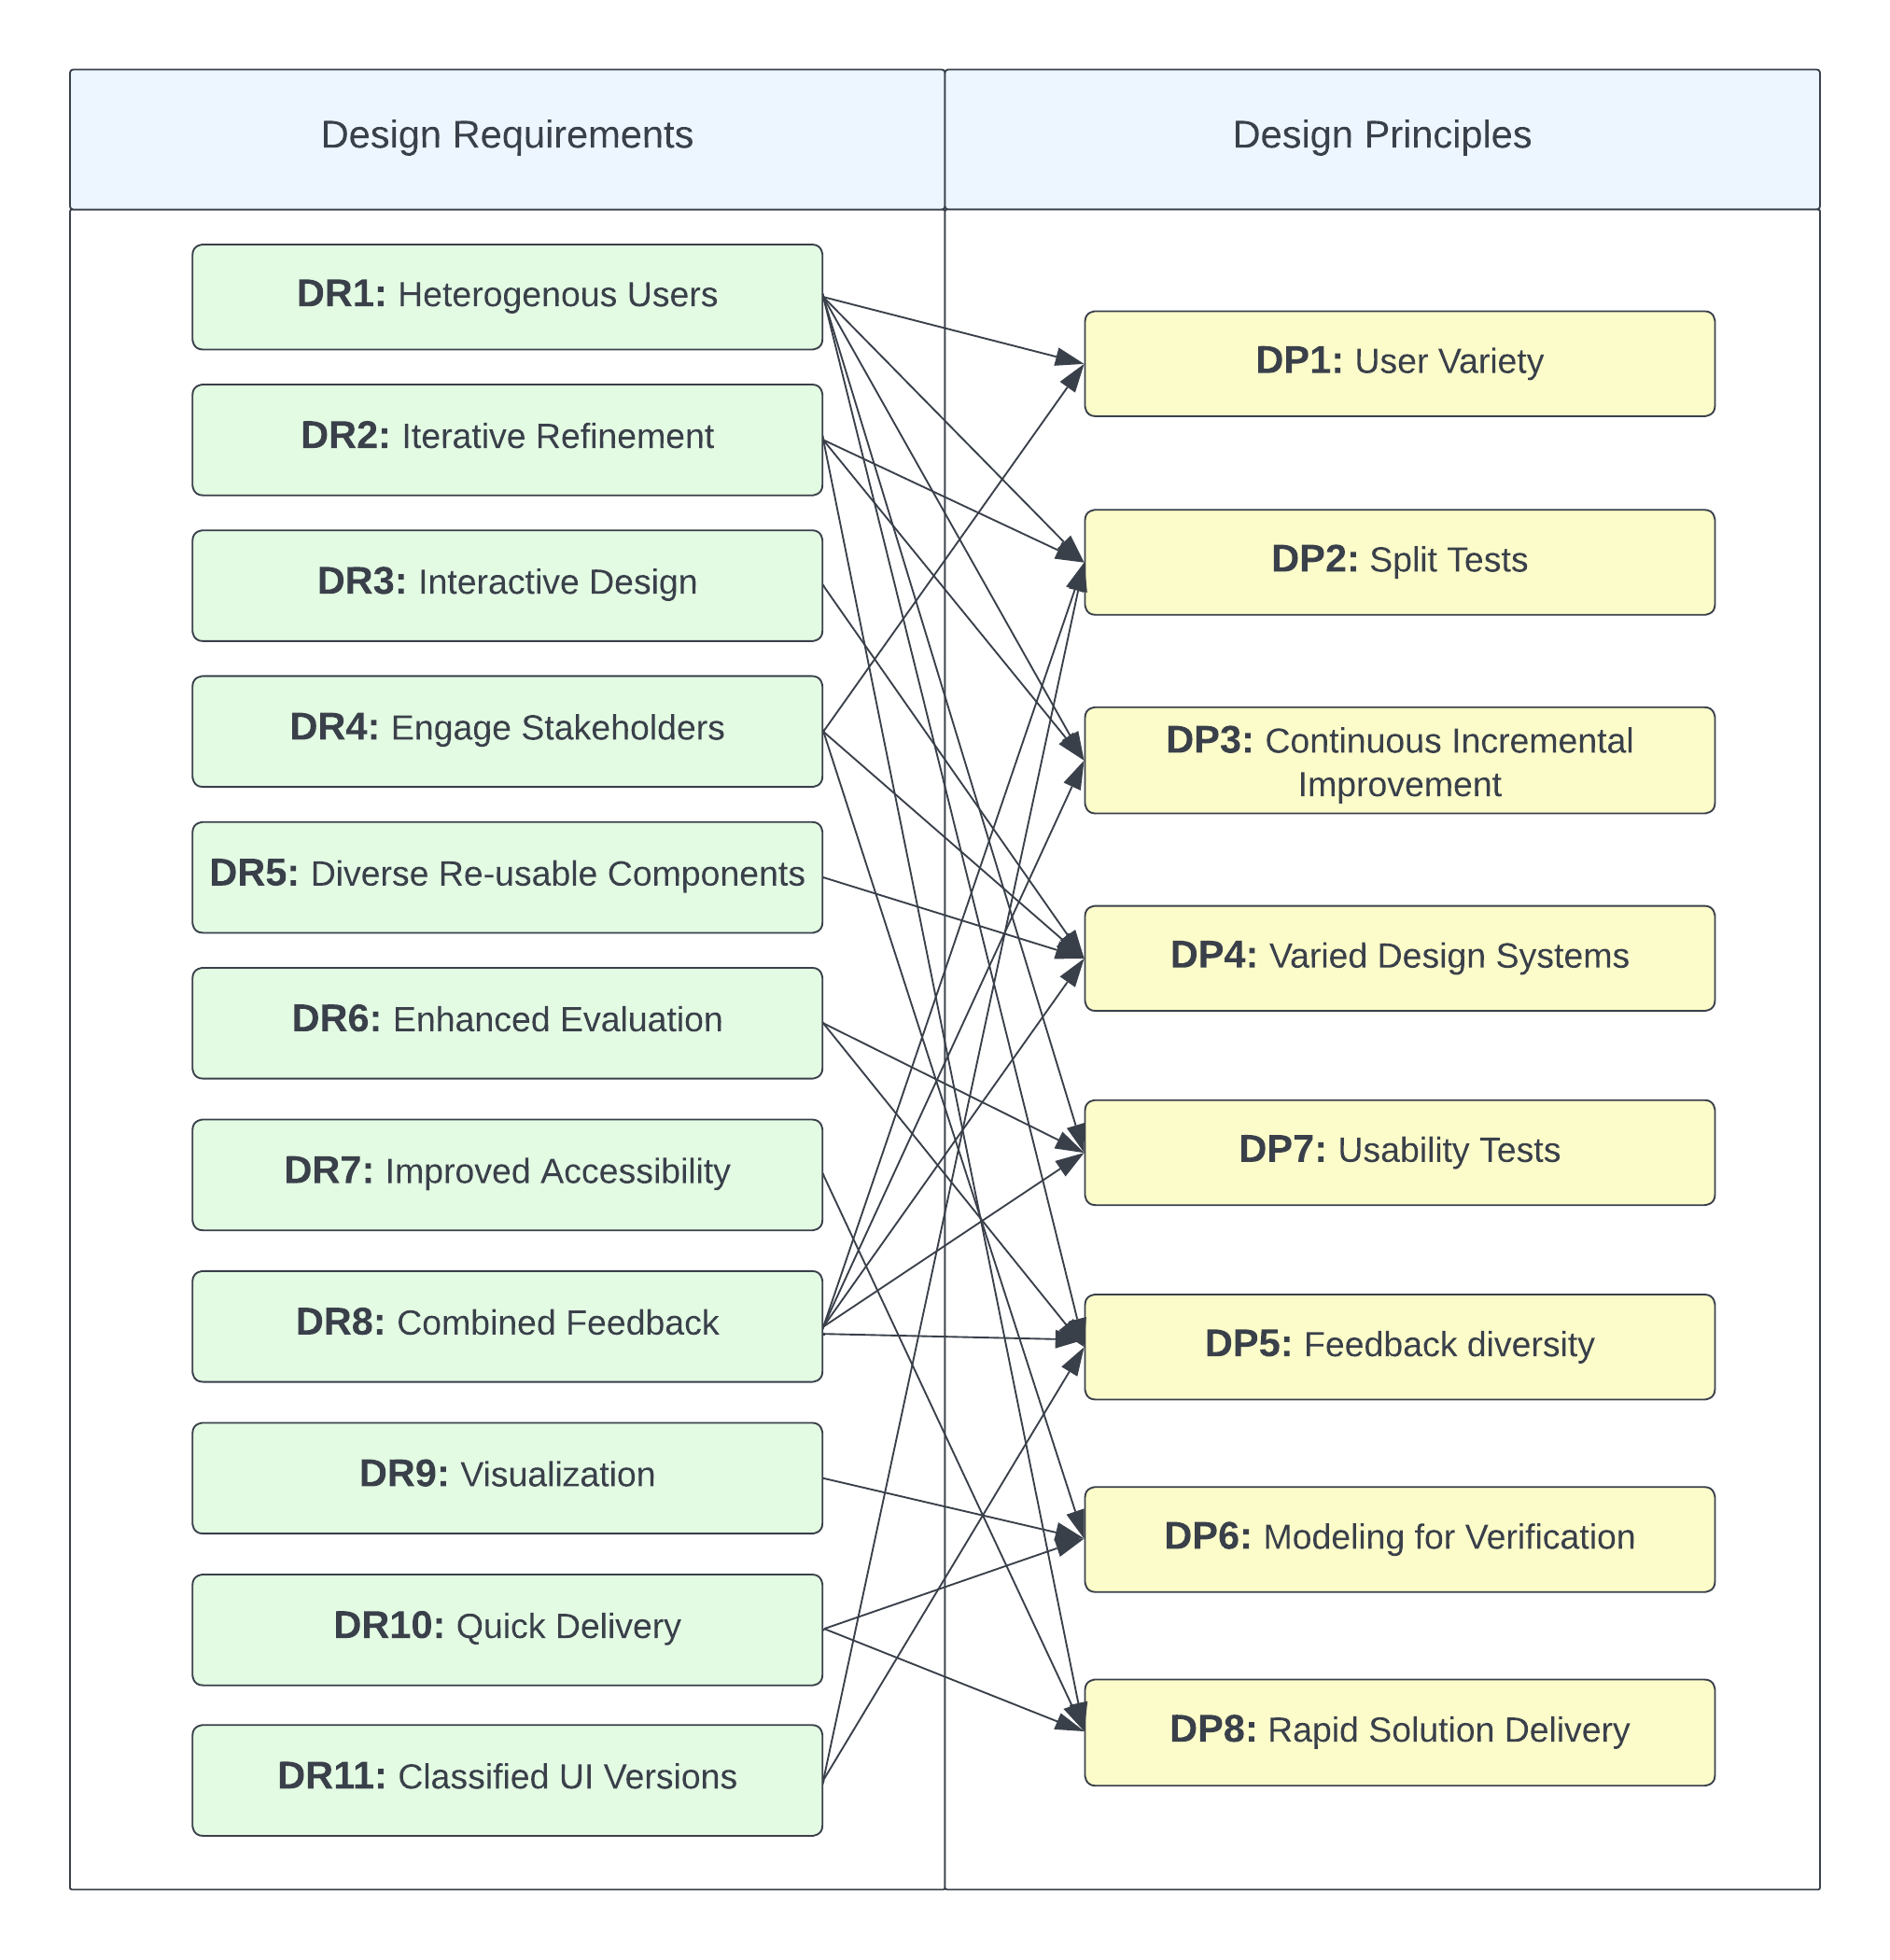 Design Requirements
Design Principles
DR1: Heterogenous Users
DR2: Iterative Refinement
DR3: Interactive Design
DR4: Engage Stakeholders
DR5: Diverse Re-usable Components
DR6: Enhanced Evaluation
DR7: Improved Accessibility
DR8: Combined Feedback
DR9: Visualization
DR10: Quick Delivery
DR11: Classified UI Versions
DP1: User Variety
DP2: Split Tests
DP3: Continuous Incremental
Improvement
DP4: Varied Design Systems
DP7: Usability Tests
DP5: Feedback diversity
DP6: Modeling for Verification
DP8: Rapid Solution Delivery